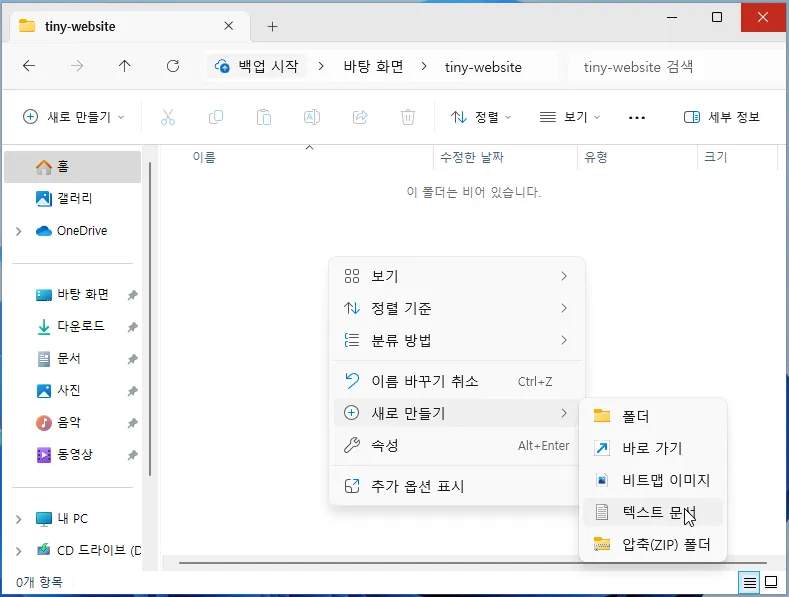 tiny-website
백업 시작 바탕 화면 tiny-website tiny-website 검색
새로 만들기 정렬 보기 세부 정보
이름 수정한 날짜 유형 크기
이 폴더는 비어 있습니다.
홈
갤러리
OneDrive
바탕 화면
다운로드
문서
사진
음악
동영상
내 PC
CD 드라이브 (D
0개 항목
보기
정렬 기준
분류 방법
이름 바꾸기 취소 Ctrl+Z
새로 만들기
속성 Alt+Enter
추가 옵션 표시
폴더
바로 가기
비트맵 이미지
텍스트 문서
압축(ZIP) 폴더